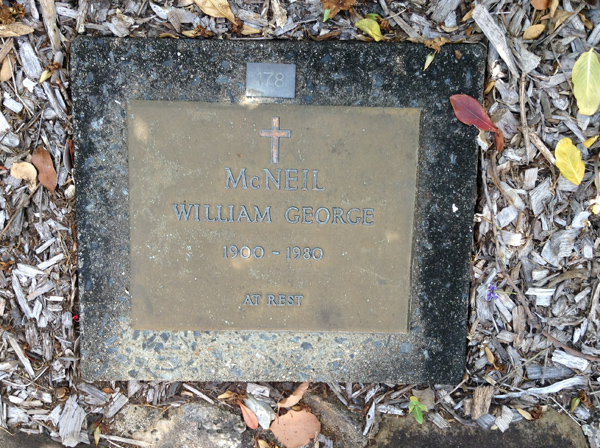 178
McNEIL
WILLIAM GEORGE
1900 - 1980
AT REST